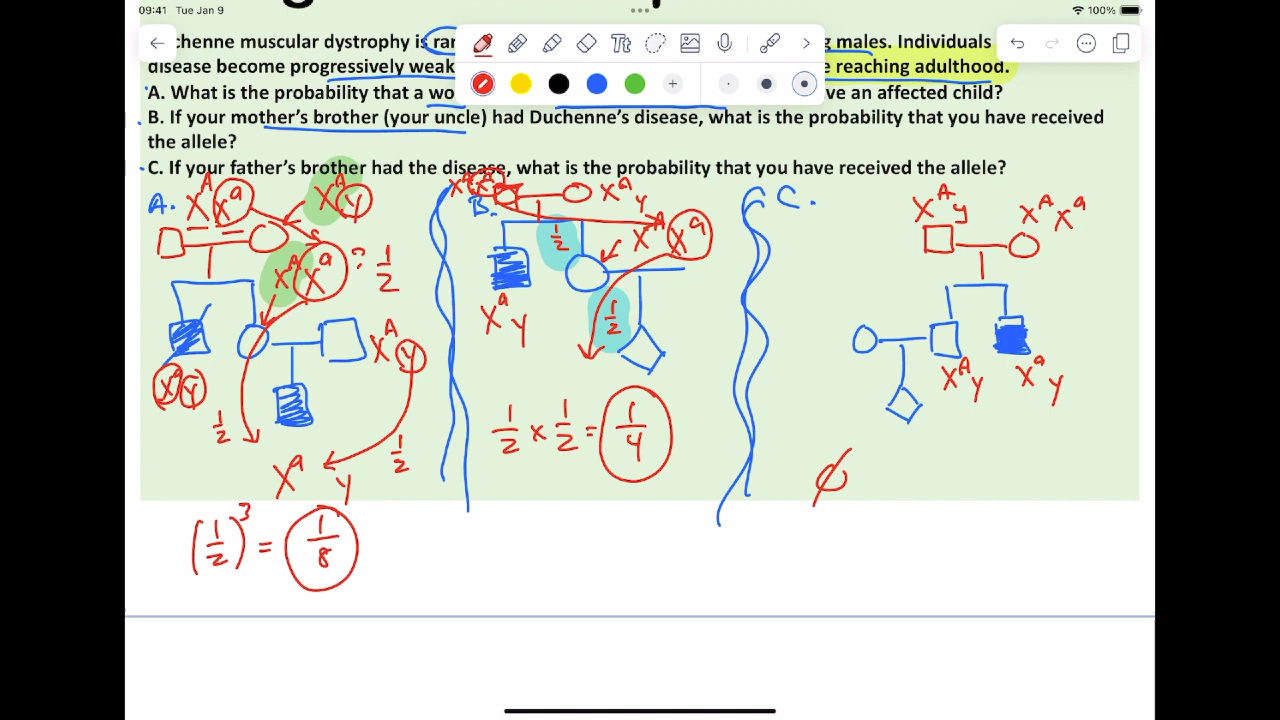 09:41 Tue Jan 9
100%
chenne muscular dystrophy is
males. Individuals
disease become progressively weak
reaching adulthood.
A. What is the probability that a
ve an affected child?
B. If your mother's brother (your uncle) had Duchenne's disease, what is the probability that you have received
the allele?
C. If your father's brother had the disease, what is the probability that you have received the allele?
Tt
A.
X^A X^a
X^A Y
X^A X^a ? 1/2
X^a Y
X^A Y
1/2
1/2
X^a Y
(1/2)^3 = 1/8
B.
X^A X^a
X^A Y
1/2
X^A X^a
X^a Y
1/2
1/2 x 1/2 = 1/4
C.
X^A Y
X^A X^a
X^A Y
X^a Y